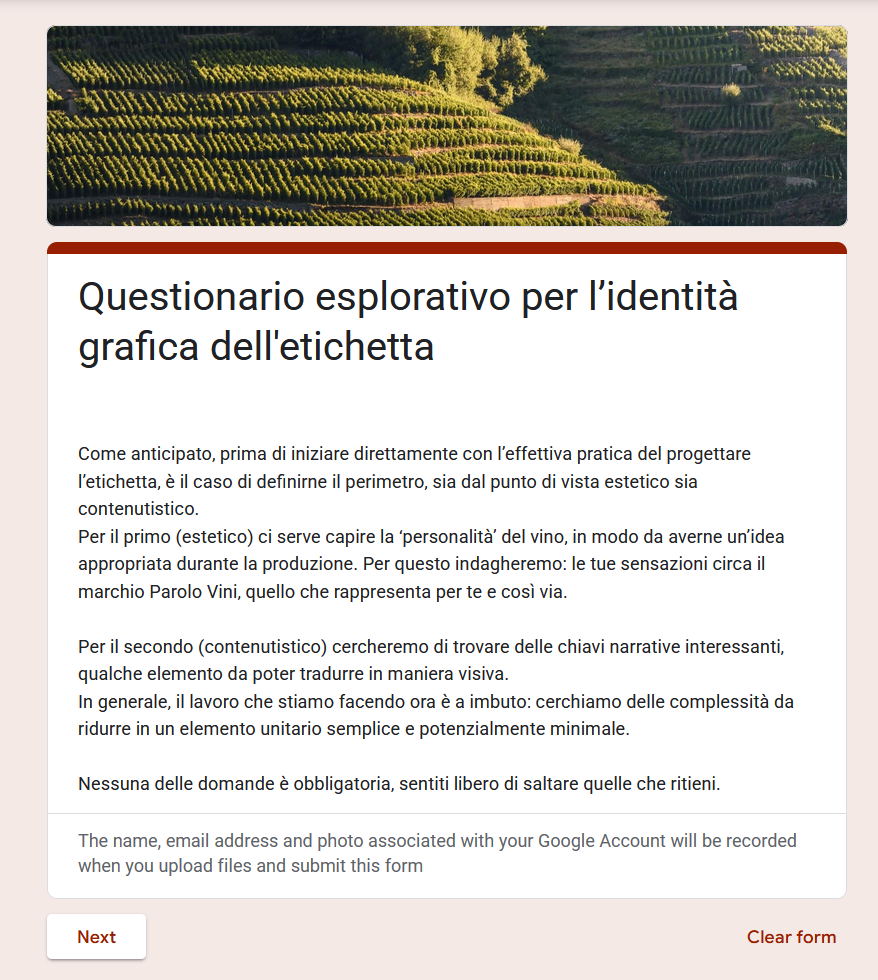 Questionario esplorativo per l’identità
grafica dell'etichetta
Come anticipato, prima di iniziare direttamente con l’effettiva pratica del progettare
l’etichetta, è il caso di definirne il perimetro, sia dal punto di vista estetico sia
contenutistico.
Per il primo (estetico) ci serve capire la ‘personalità’ del vino, in modo da averne un’idea
appropriata durante la produzione. Per questo indagheremo: le tue sensazioni circa il
marchio Parolo Vini, quello che rappresenta per te e così via.
Per il secondo (contenutistico) cercheremo di trovare delle chiavi narrative interessanti,
qualche elemento da poter tradurre in maniera visiva.
In generale, il lavoro che stiamo facendo ora è a imbuto: cerchiamo delle complessità da
ridurre in un elemento unitario semplice e potenzialmente minimale.
Nessuna delle domande è obbligatoria, sentiti libero di saltare quelle che ritieni.
The name, email address and photo associated with your Google Account will be recorded
when you upload files and submit this form
Next
Clear form